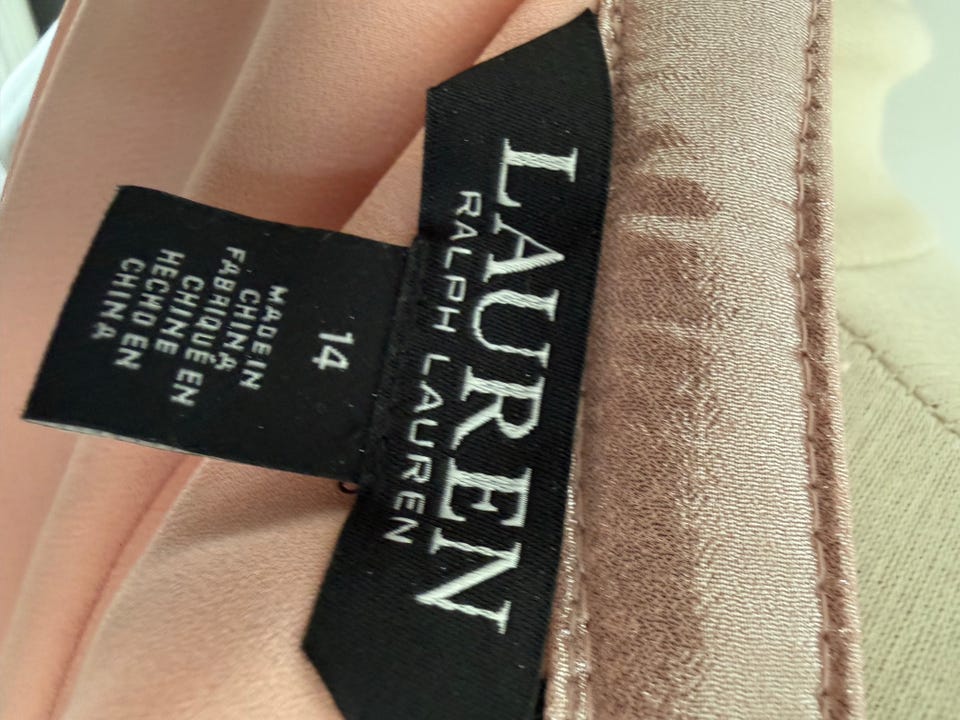 LAUREN
RALPH LAUREN
14
MADE IN
CHINA
FABRIQUÉ EN
CHINE
HECHO EN
CHINA